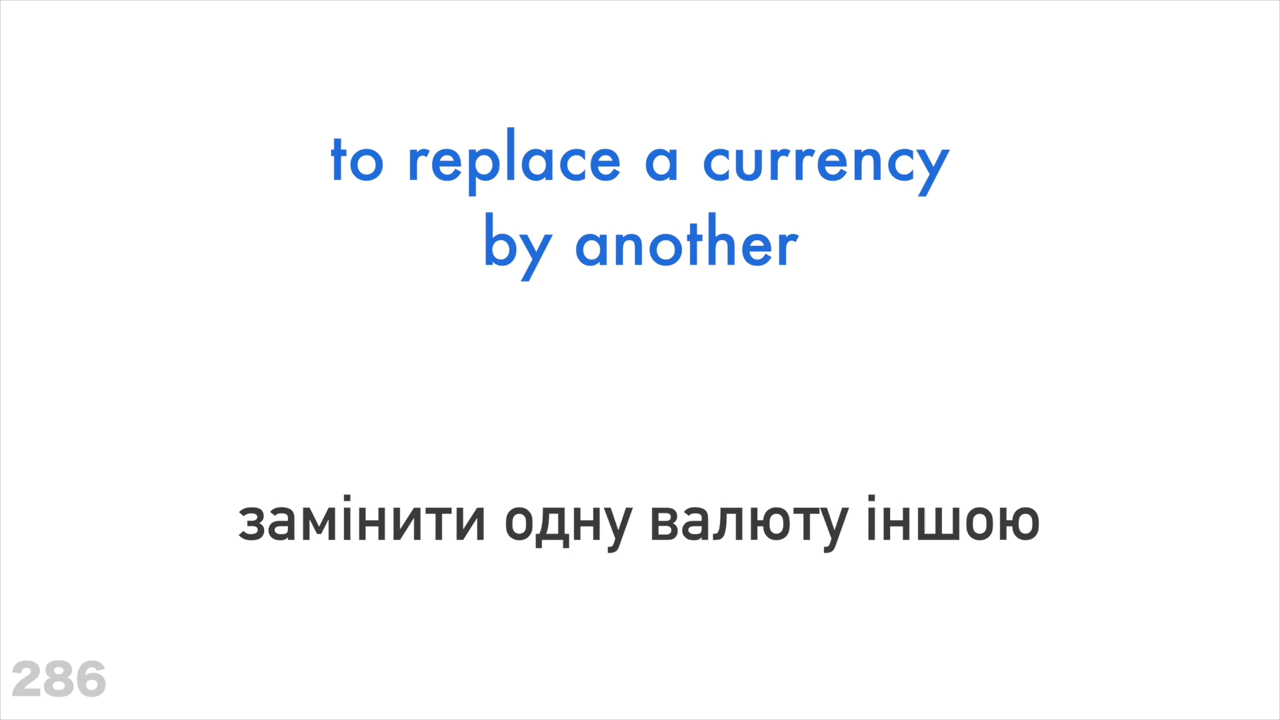 to replace a currency
by another
замінити одну валюту іншою
286